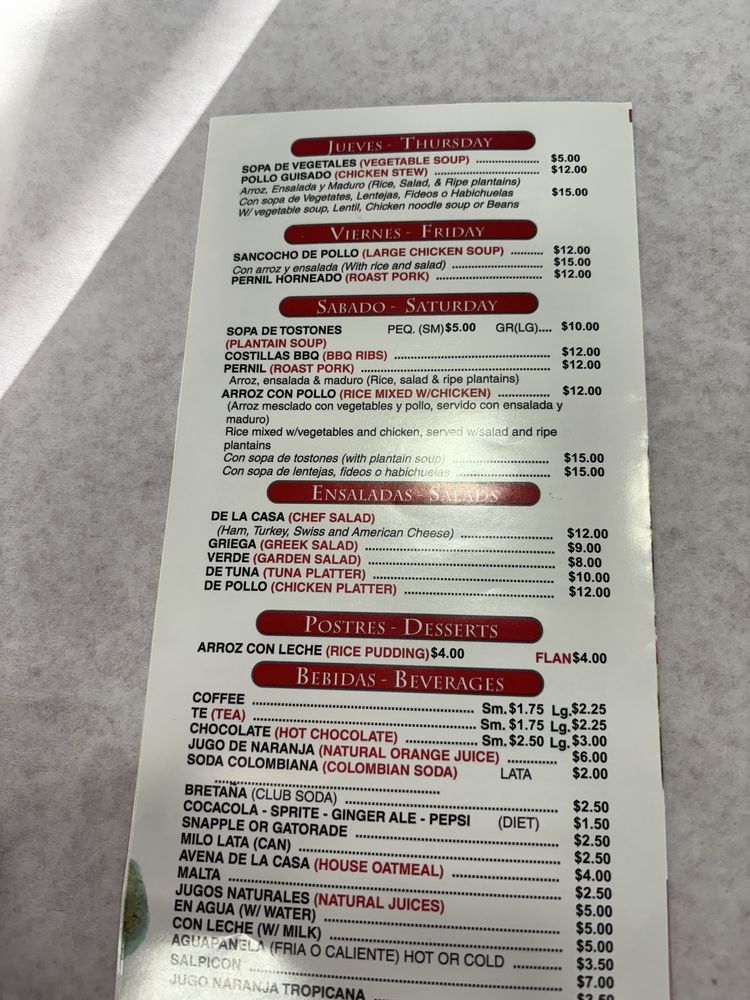 JUEVES - THURSDAY
SOPA DE VEGETALES (VEGETABLE SOUP) .................. $5.00
POLLO GUISADO (CHICKEN STEW) .............................. $12.00
Arroz, Ensalada y Maduro (Rice, Salad, & Ripe plantains)
Con sopa de Vegetates, Lentejas, Fideos o Habichuelas $15.00
W/ vegetable soup, Lentil, Chicken noodle soup or Beans
VIERNES - FRIDAY
SANCOCHO DE POLLO (LARGE CHICKEN SOUP) .......... $12.00
Con arroz y ensalada (With rice and salad) .......................... $15.00
PERNIL HORNEADO (ROAST PORK) .............................. $12.00
SABADO - SATURDAY
SOPA DE TOSTONES PEQ. (SM)$5.00 GR(LG).... $10.00
(PLANTAIN SOUP)
COSTILLAS BBQ (BBQ RIBS) ............................................. $12.00
PERNIL (ROAST PORK) ...................................................... $12.00
Arroz, ensalada & maduro (Rice, salad & ripe plantains)
ARROZ CON POLLO (RICE MIXED W/CHICKEN) ............... $12.00
(Arroz mesclado con vegetables y pollo, servido con ensalada y
maduro)
Rice mixed w/vegetables and chicken, served w/salad and ripe
plantains
Con sopa de tostones (with plantain soup) ............................ $15.00
Con sopa de lentejas, fideos o habichuelas ........................... $15.00
ENSALADAS - SALADS
DE LA CASA (CHEF SALAD)
(Ham, Turkey, Swiss and American Cheese) .......................... $12.00
GRIEGA (GREEK SALAD) ..................................................... $9.00
VERDE (GARDEN SALAD) .................................................... $8.00
DE TUNA (TUNA PLATTER) .................................................. $10.00
DE POLLO (CHICKEN PLATTER) .......................................... $12.00
POSTRES - DESSERTS
ARROZ CON LECHE (RICE PUDDING)$4.00 FLAN$4.00
BEBIDAS - BEVERAGES
COFFEE ................................................................ Sm. $1.75 Lg.$2.25
TE (TEA) ............................................................... Sm. $1.75 Lg.$2.25
CHOCOLATE (HOT CHOCOLATE) .................... Sm. $2.50 Lg. $3.00
JUGO DE NARANJA (NATURAL ORANGE JUICE) ............. $6.00
SODA COLOMBIANA (COLOMBIAN SODA) LATA $2.00
................................................................
BRETAÑA (CLUB SODA) ...................................................... $2.50
COCACOLA - SPRITE - GINGER ALE - PEPSI (DIET) $1.50
SNAPPLE OR GATORADE ................................................... $2.50
MILO LATA (CAN) ................................................................ $2.50
AVENA DE LA CASA (HOUSE OATMEAL) .......................... $4.00
MALTA .................................................................................. $2.50
JUGOS NATURALES (NATURAL JUICES) $5.00
EN AGUA (W/ WATER) ......................................................... $5.00
CON LECHE (W/ MILK) ......................................................... $5.00
AGUAPANELA (FRIA O CALIENTE) HOT OR COLD ............ $3.50
SALPICON ............................................................................ $7.00
JUGO NARANJA TROPICANA